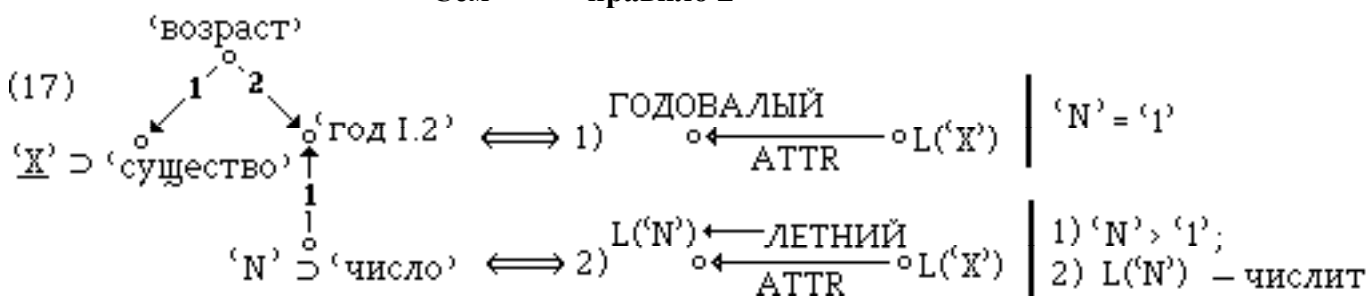 правило 2
‘возраст’
(17) 1 2 ГОДОВАЛЫЙ
‘X’ ⊃ ‘существо’ ‘год I.2’ ⟺ 1) ATTR L(‘X’) ‘N’ = ‘1’
1
L(‘N’) ЛЕТНИЙ 1) ‘N’ > ‘1’;
‘N’ ⊃ ‘число’ ⟺ 2) ATTR L(‘X’) 2) L(‘N’) – числит